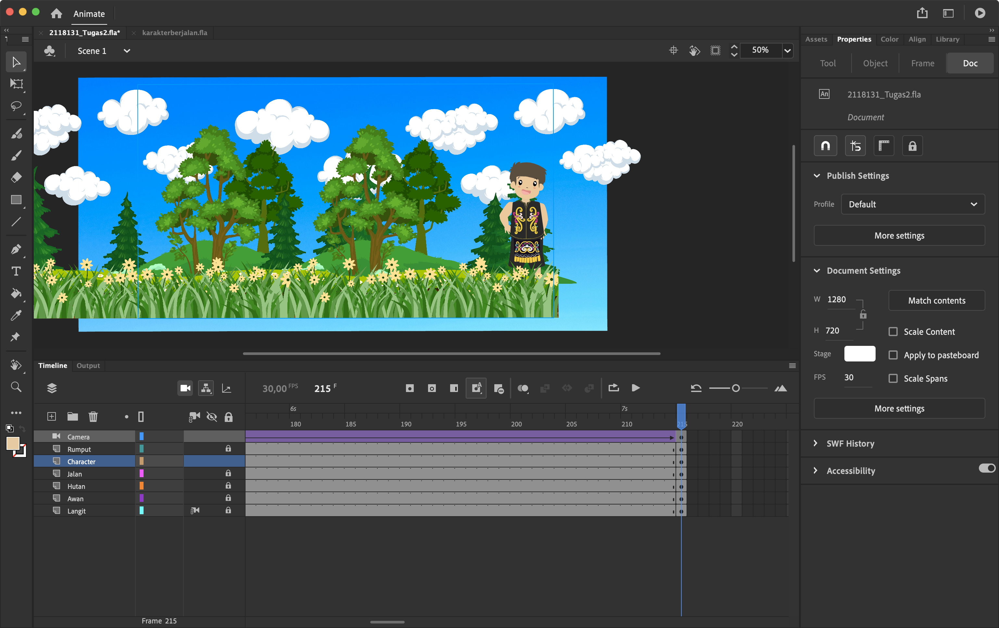 Animate
2118131_Tugas2.fla*
karakterberjalan.fla
Scene 1
50%
Assets
Properties
Color
Align
Library
Tool
Object
Frame
Doc
An
2118131_Tugas2.fla
Document
Publish Settings
Profile
Default
More settings
Document Settings
W 1280
Match contents
H 720
Scale Content
Stage
Apply to pasteboard
FPS 30
Scale Spans
More settings
SWF History
Accessibility
Timeline
Output
30,00 FPS
215 F
6s
7s
180
185
190
195
200
205
210
215
220
Camera
Rumput
Character
Jalan
Hutan
Awan
Langit
Frame 215